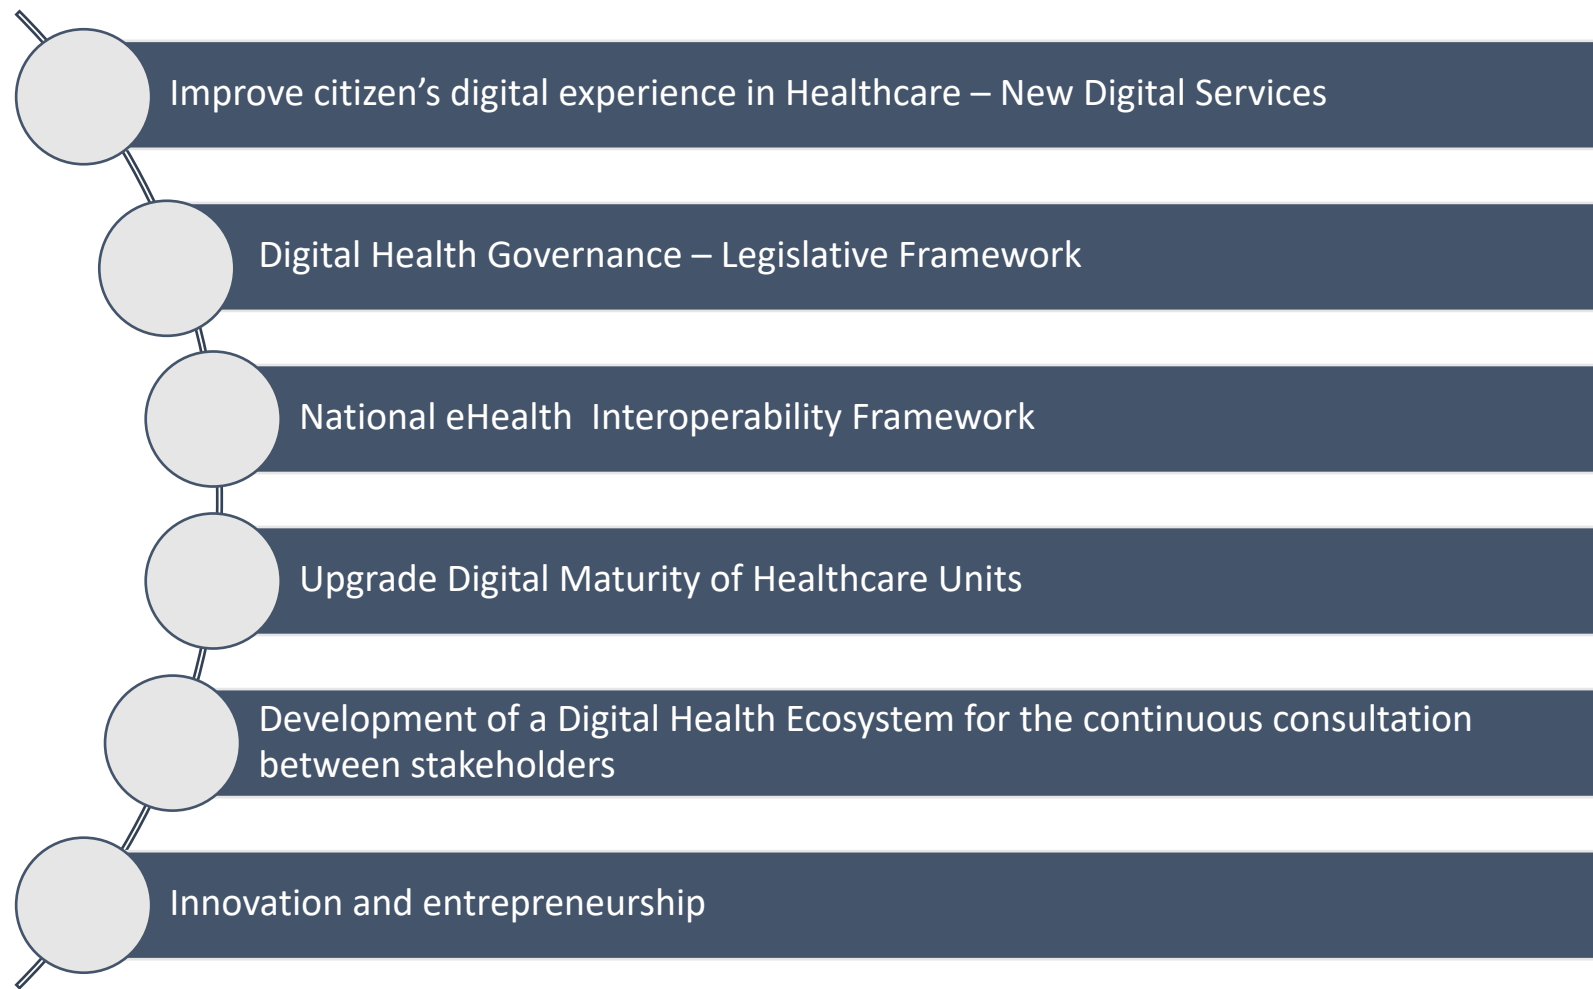 Improve citizen’s digital experience in Healthcare – New Digital Services
Digital Health Governance – Legislative Framework
National eHealth  Interoperability Framework
Upgrade Digital Maturity of Healthcare Units
Development of a Digital Health Ecosystem for the continuous consultation
between stakeholders
Innovation and entrepreneurship